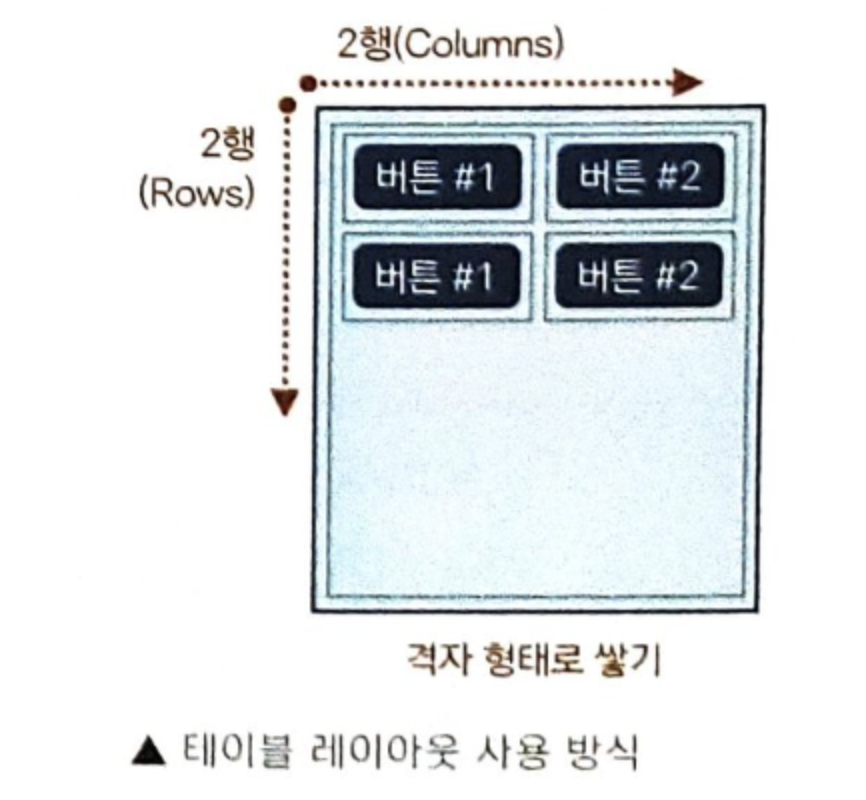 2행(Columns)
2행
(Rows)
버튼 #1
버튼 #2
버튼 #1
버튼 #2
격자 형태로 쌓기
▲ 테이블 레이아웃 사용 방식